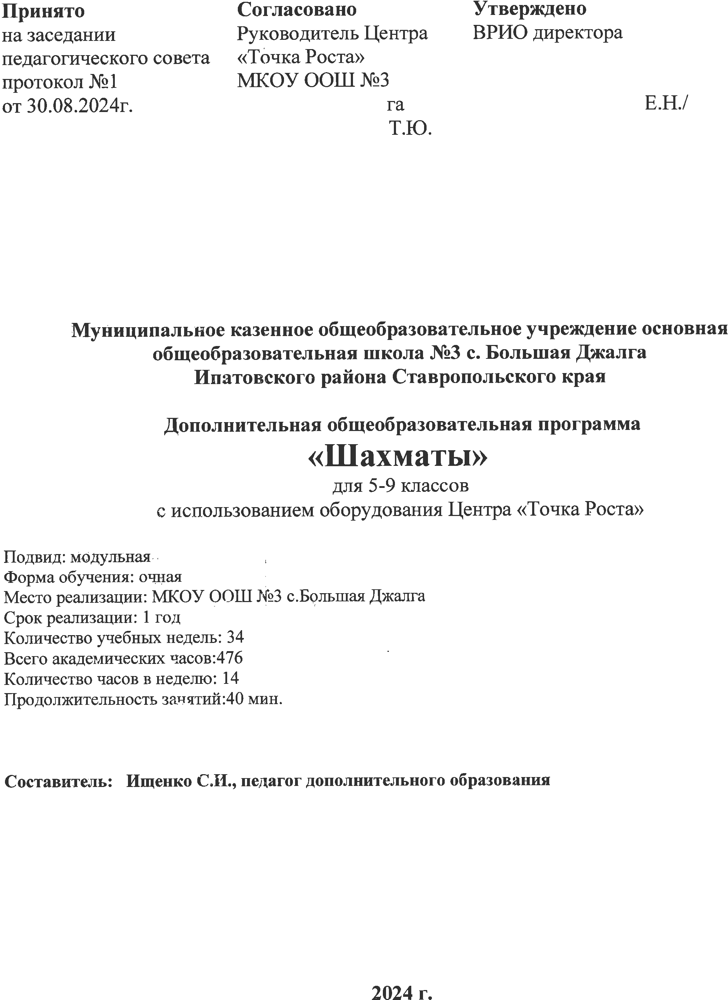 Принято
на заседании
педагогического совета
протокол №1
от 30.08.2024г.
Согласовано
Руководитель Центра
«Точка Роста»
МКОУ ООШ №3
га
Т.Ю.
Утверждено
ВРИО директора
Е.Н./
Муниципальное казенное общеобразовательное учреждение основная
общеобразовательная школа №3 с. Большая Джалга
Ипатовского района Ставропольского края
Дополнительная общеобразовательная программа
«Шахматы»
для 5-9 классов
с использованием оборудования Центра «Точка Роста»
Подвид: модульная
Форма обучения: очная
Место реализации: МКОУ ООШ №3 с.Большая Джалга
Срок реализации: 1 год
Количество учебных недель: 34
Всего академических часов:476
Количество часов в неделю: 14
Продолжительность занятий:40 мин.
Составитель: Ищенко С.И., педагог дополнительного образования
2024 г.